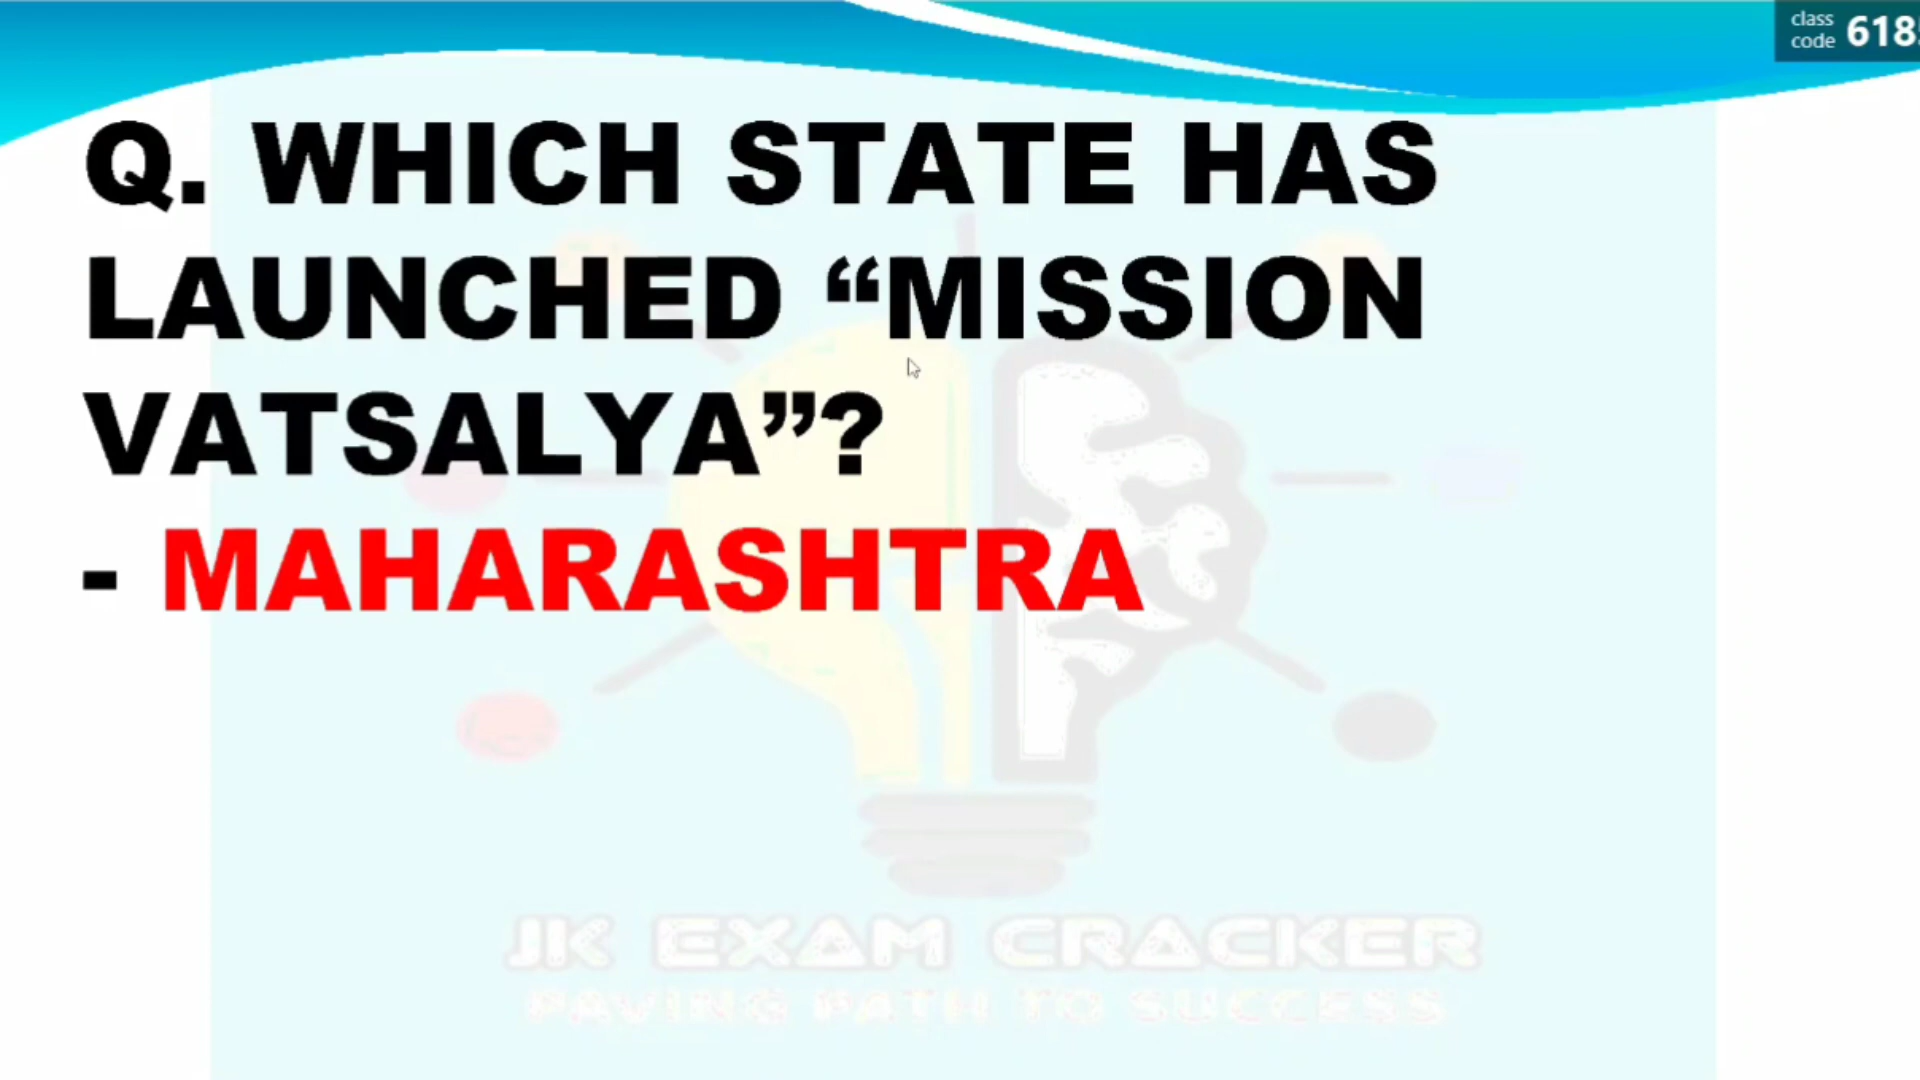 class
code 618
Q. WHICH STATE HAS
LAUNCHED “MISSION
VATSALYA”?
- MAHARASHTRA
JK EXAM CRACKER
PAVING PATH TO SUCCESS